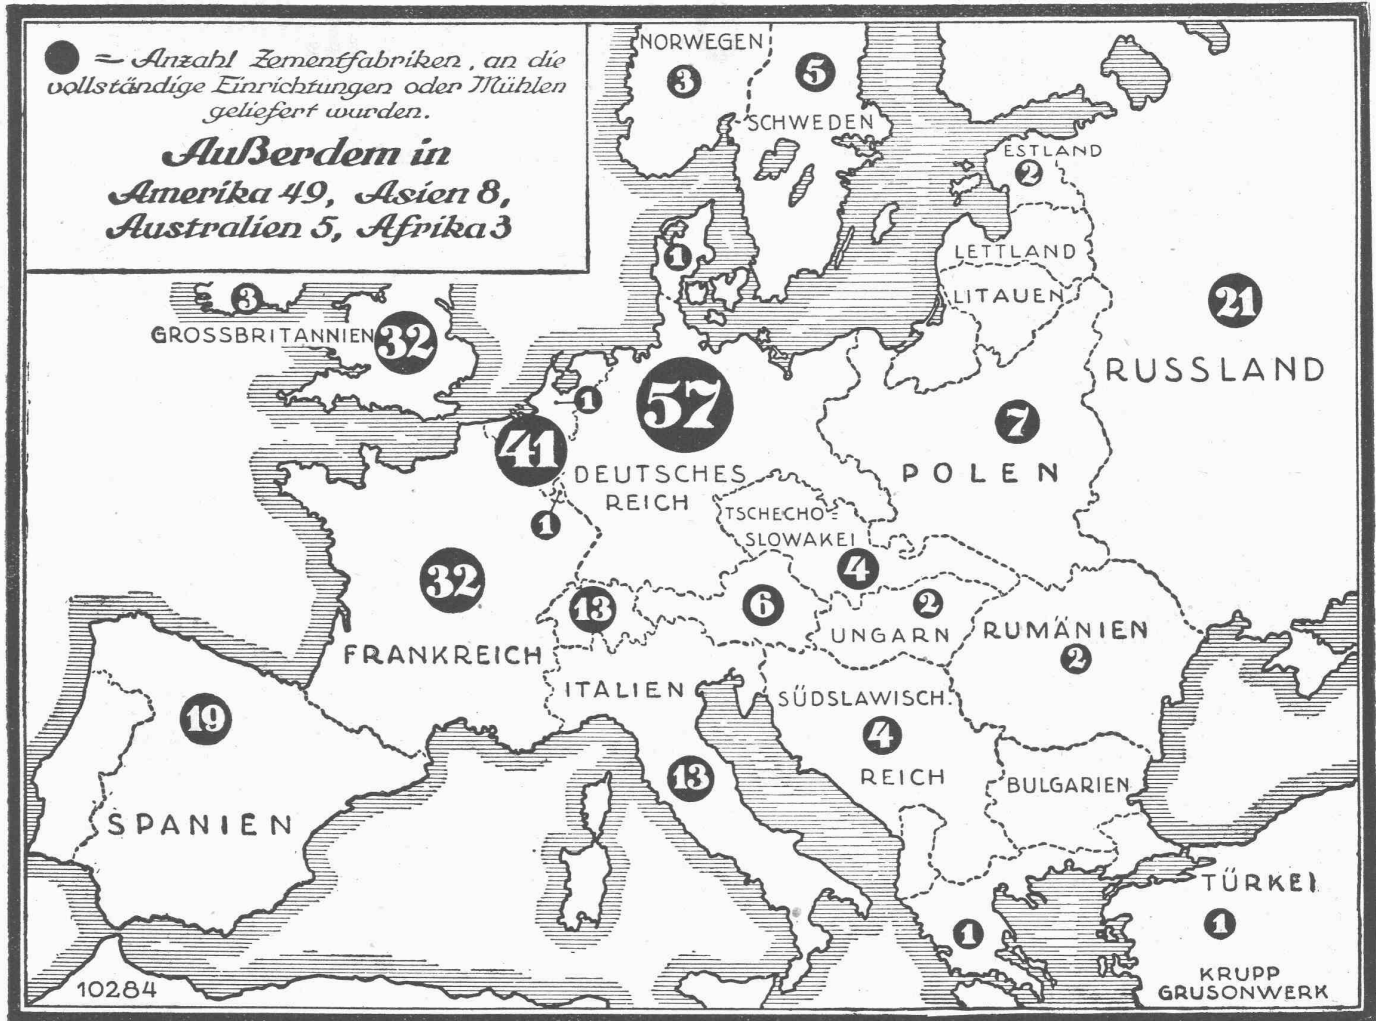 = Anzahl Zementfabriken, an die
vollständige Einrichtungen oder Mühlen
geliefert wurden.
Außerdem in
Amerika 49, Asien 8,
Australien 5, Afrika 3
NORWEGEN
3
5
SCHWEDEN
ESTLAND
2
LETTLAND
LITAUEN
21
RUSSLAND
1
3
GROSSBRITANNIEN
32
57
1
41
DEUTSCHES
REICH
7
POLEN
1
TSCHECHO=
SLOWAKEI
4
32
FRANKREICH
13
6
2
UNGARN
RUMÄNIEN
2
ITALIEN
13
SÜDSLAWISCH.
4
REICH
BULGARIEN
19
SPANIEN
TÜRKEI
1
1
KRUPP
GRUSONWERK
10284